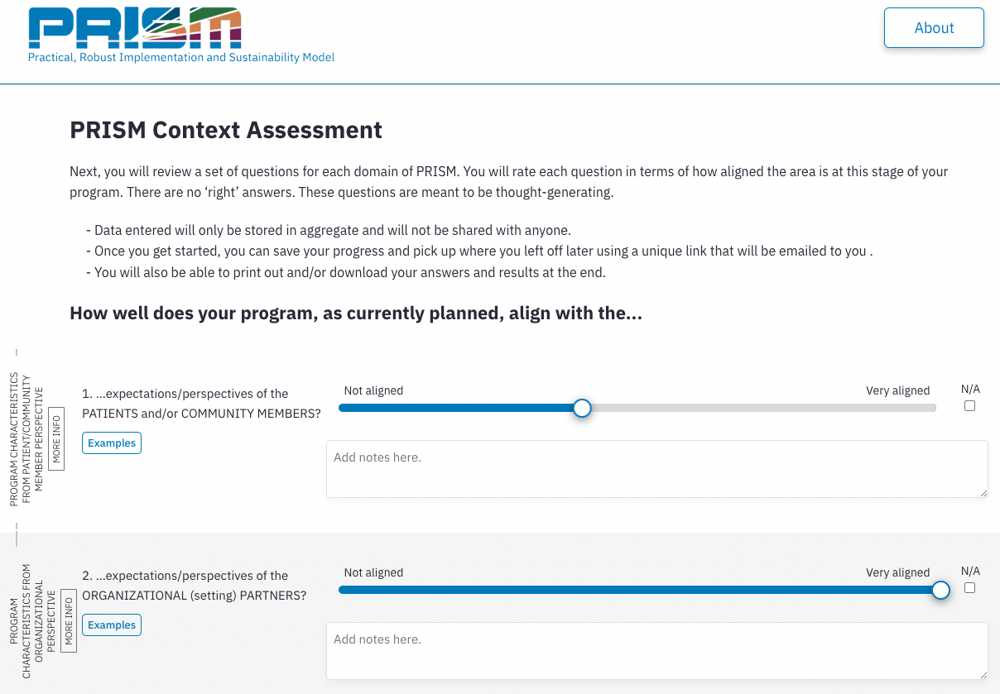 PRISM
Practical, Robust Implementation and Sustainability Model
About
PRISM Context Assessment
Next, you will review a set of questions for each domain of PRISM. You will rate each question in terms of how aligned the area is at this stage of your
program. There are no ‘right’ answers. These questions are meant to be thought-generating.
- Data entered will only be stored in aggregate and will not be shared with anyone.
- Once you get started, you can save your progress and pick up where you left off later using a unique link that will be emailed to you .
- You will also be able to print out and/or download your answers and results at the end.
How well does your program, as currently planned, align with the...
PROGRAM CHARACTERISTICS
FROM PATIENT/COMMUNITY
MEMBER PERSPECTIVE
MORE INFO
1. ...expectations/perspectives of the
PATIENTS and/or COMMUNITY MEMBERS?
Examples
Not aligned
Very aligned
N/A
Add notes here.
PROGRAM
CHARACTERISTICS FROM
ORGANIZATIONAL
PERSPECTIVE
MORE INFO
2. ...expectations/perspectives of the
ORGANIZATIONAL (setting) PARTNERS?
Examples
Not aligned
Very aligned
N/A
Add notes here.